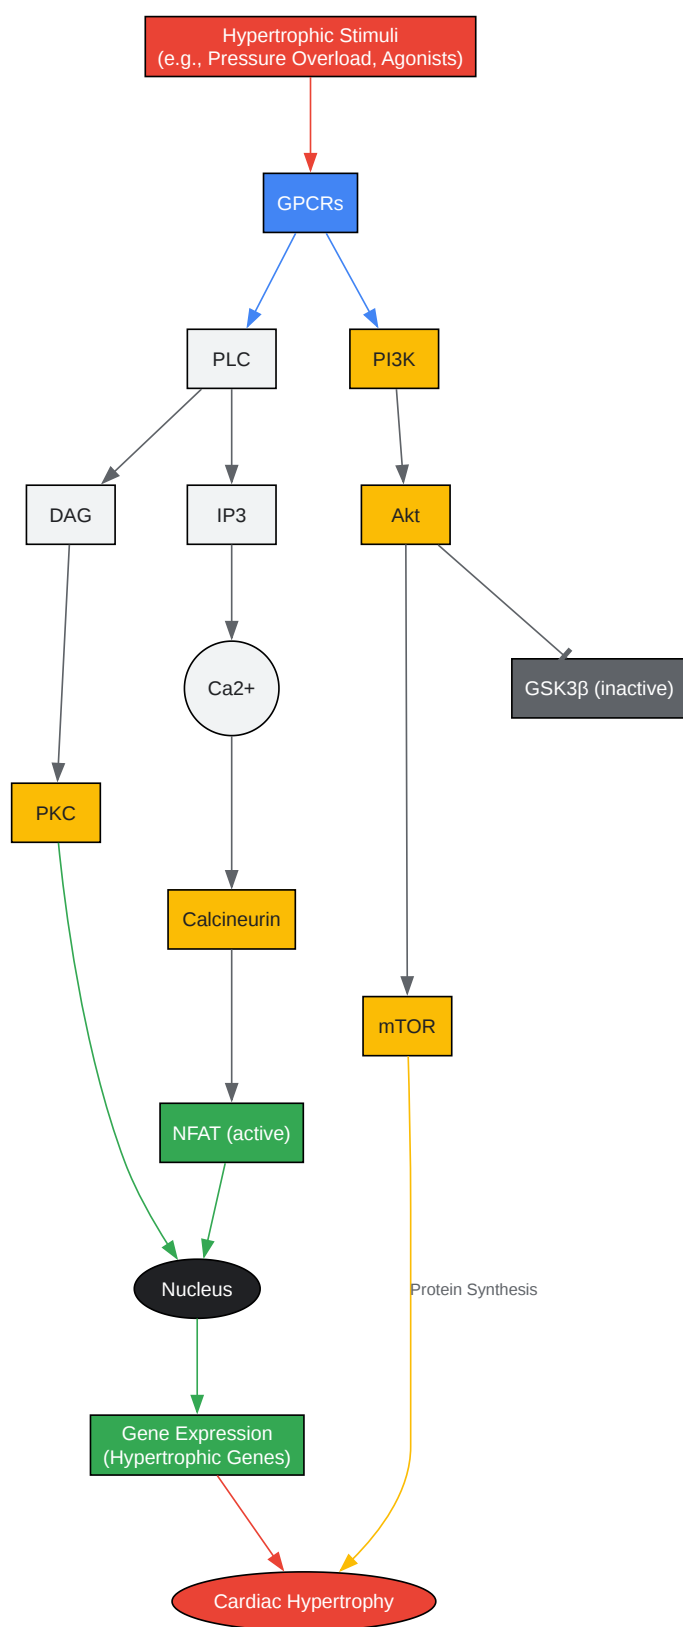 Hypertrophic Stimuli
(e.g., Pressure Overload, Agonists)
GPCRs
PLC
PI3K
DAG
IP3
Akt
Ca2+
GSK3β (inactive)
PKC
Calcineurin
mTOR
NFAT (active)
Nucleus
Protein Synthesis
Gene Expression
(Hypertrophic Genes)
Cardiac Hypertrophy